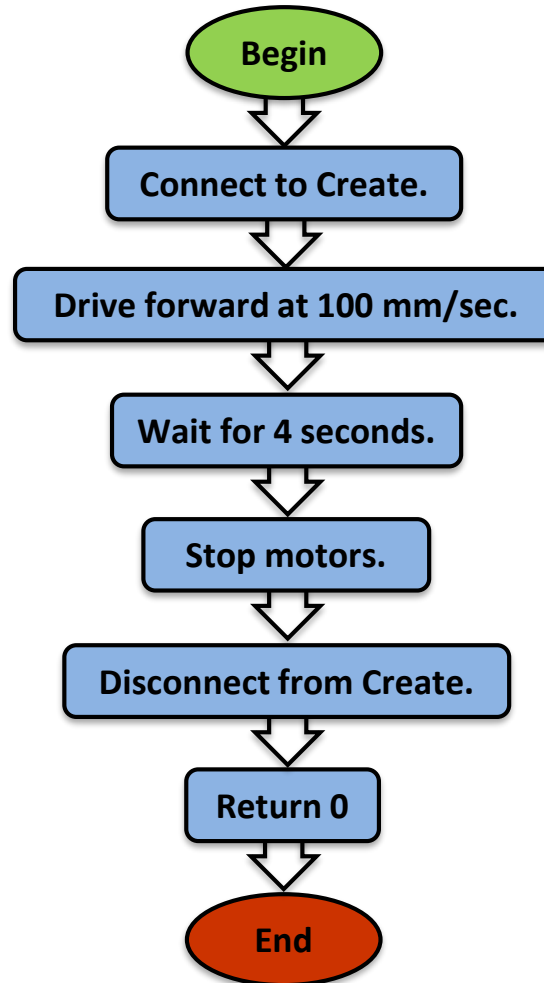 Begin
Connect to Create.
Drive forward at 100 mm/sec.
Wait for 4 seconds.
Stop motors.
Disconnect from Create.
Return 0
End